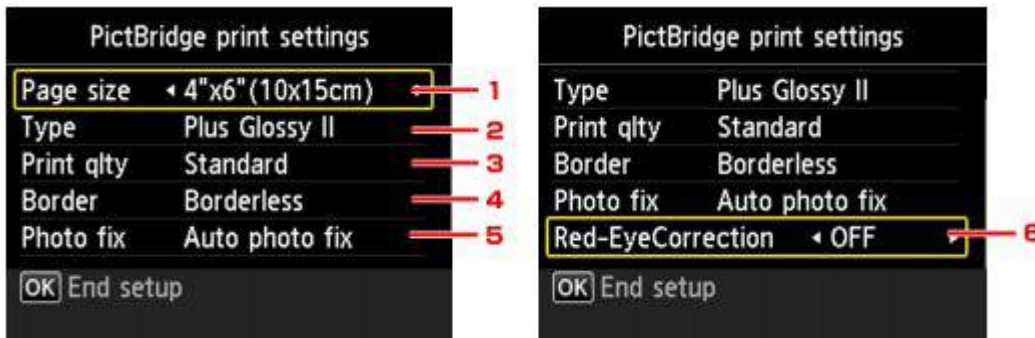 PictBridge print settings
Page size 4"x6"(10x15cm) 1
Type Plus Glossy II 2
Print qlty Standard 3
Border Borderless 4
Photo fix Auto photo fix 5
OK End setup
PictBridge print settings
Type Plus Glossy II
Print qlty Standard
Border Borderless
Photo fix Auto photo fix
Red-EyeCorrection OFF 6
OK End setup